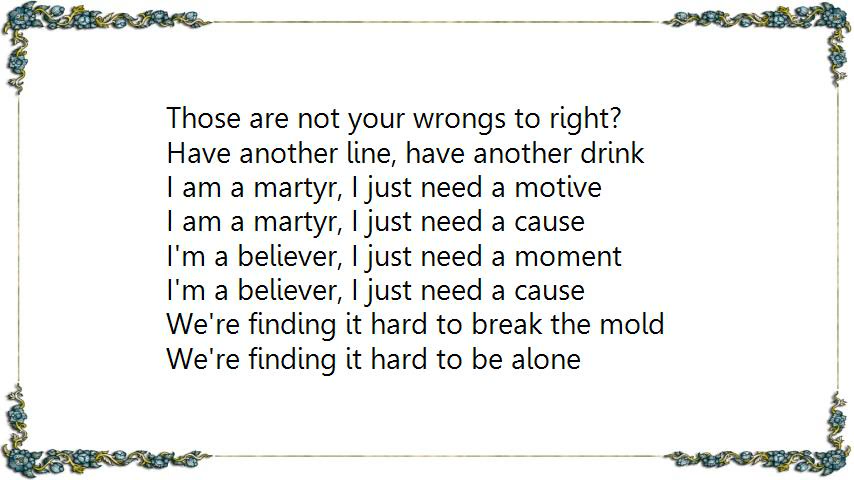 Those are not your wrongs to right?
Have another line, have another drink
I am a martyr, I just need a motive
I am a martyr, I just need a cause
I'm a believer, I just need a moment
I'm a believer, I just need a cause
We're finding it hard to break the mold
We're finding it hard to be alone